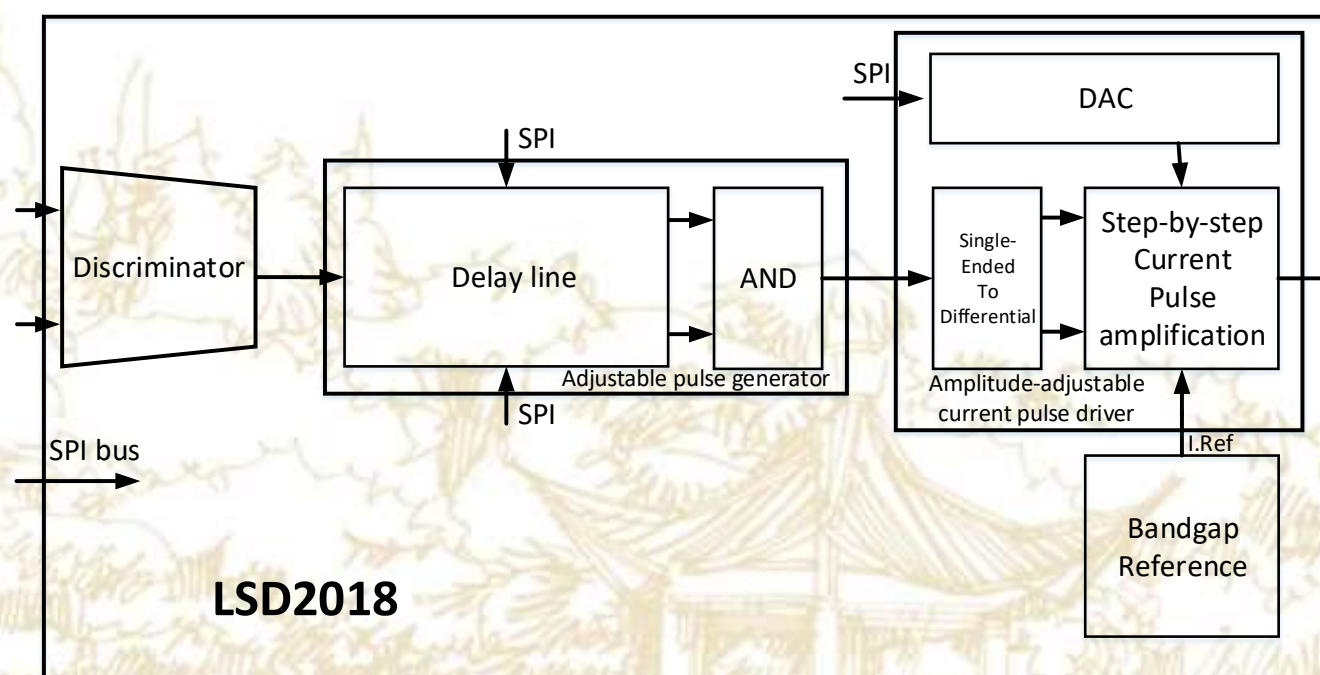 SPI
DAC
SPI
Discriminator
Delay line
AND
Single-
Ended
To
Differential
Step-by-step
Current
Pulse
amplification
Adjustable pulse generator
Amplitude-adjustable
current pulse driver
SPI
SPI bus
I.Ref
Bandgap
Reference
LSD2018